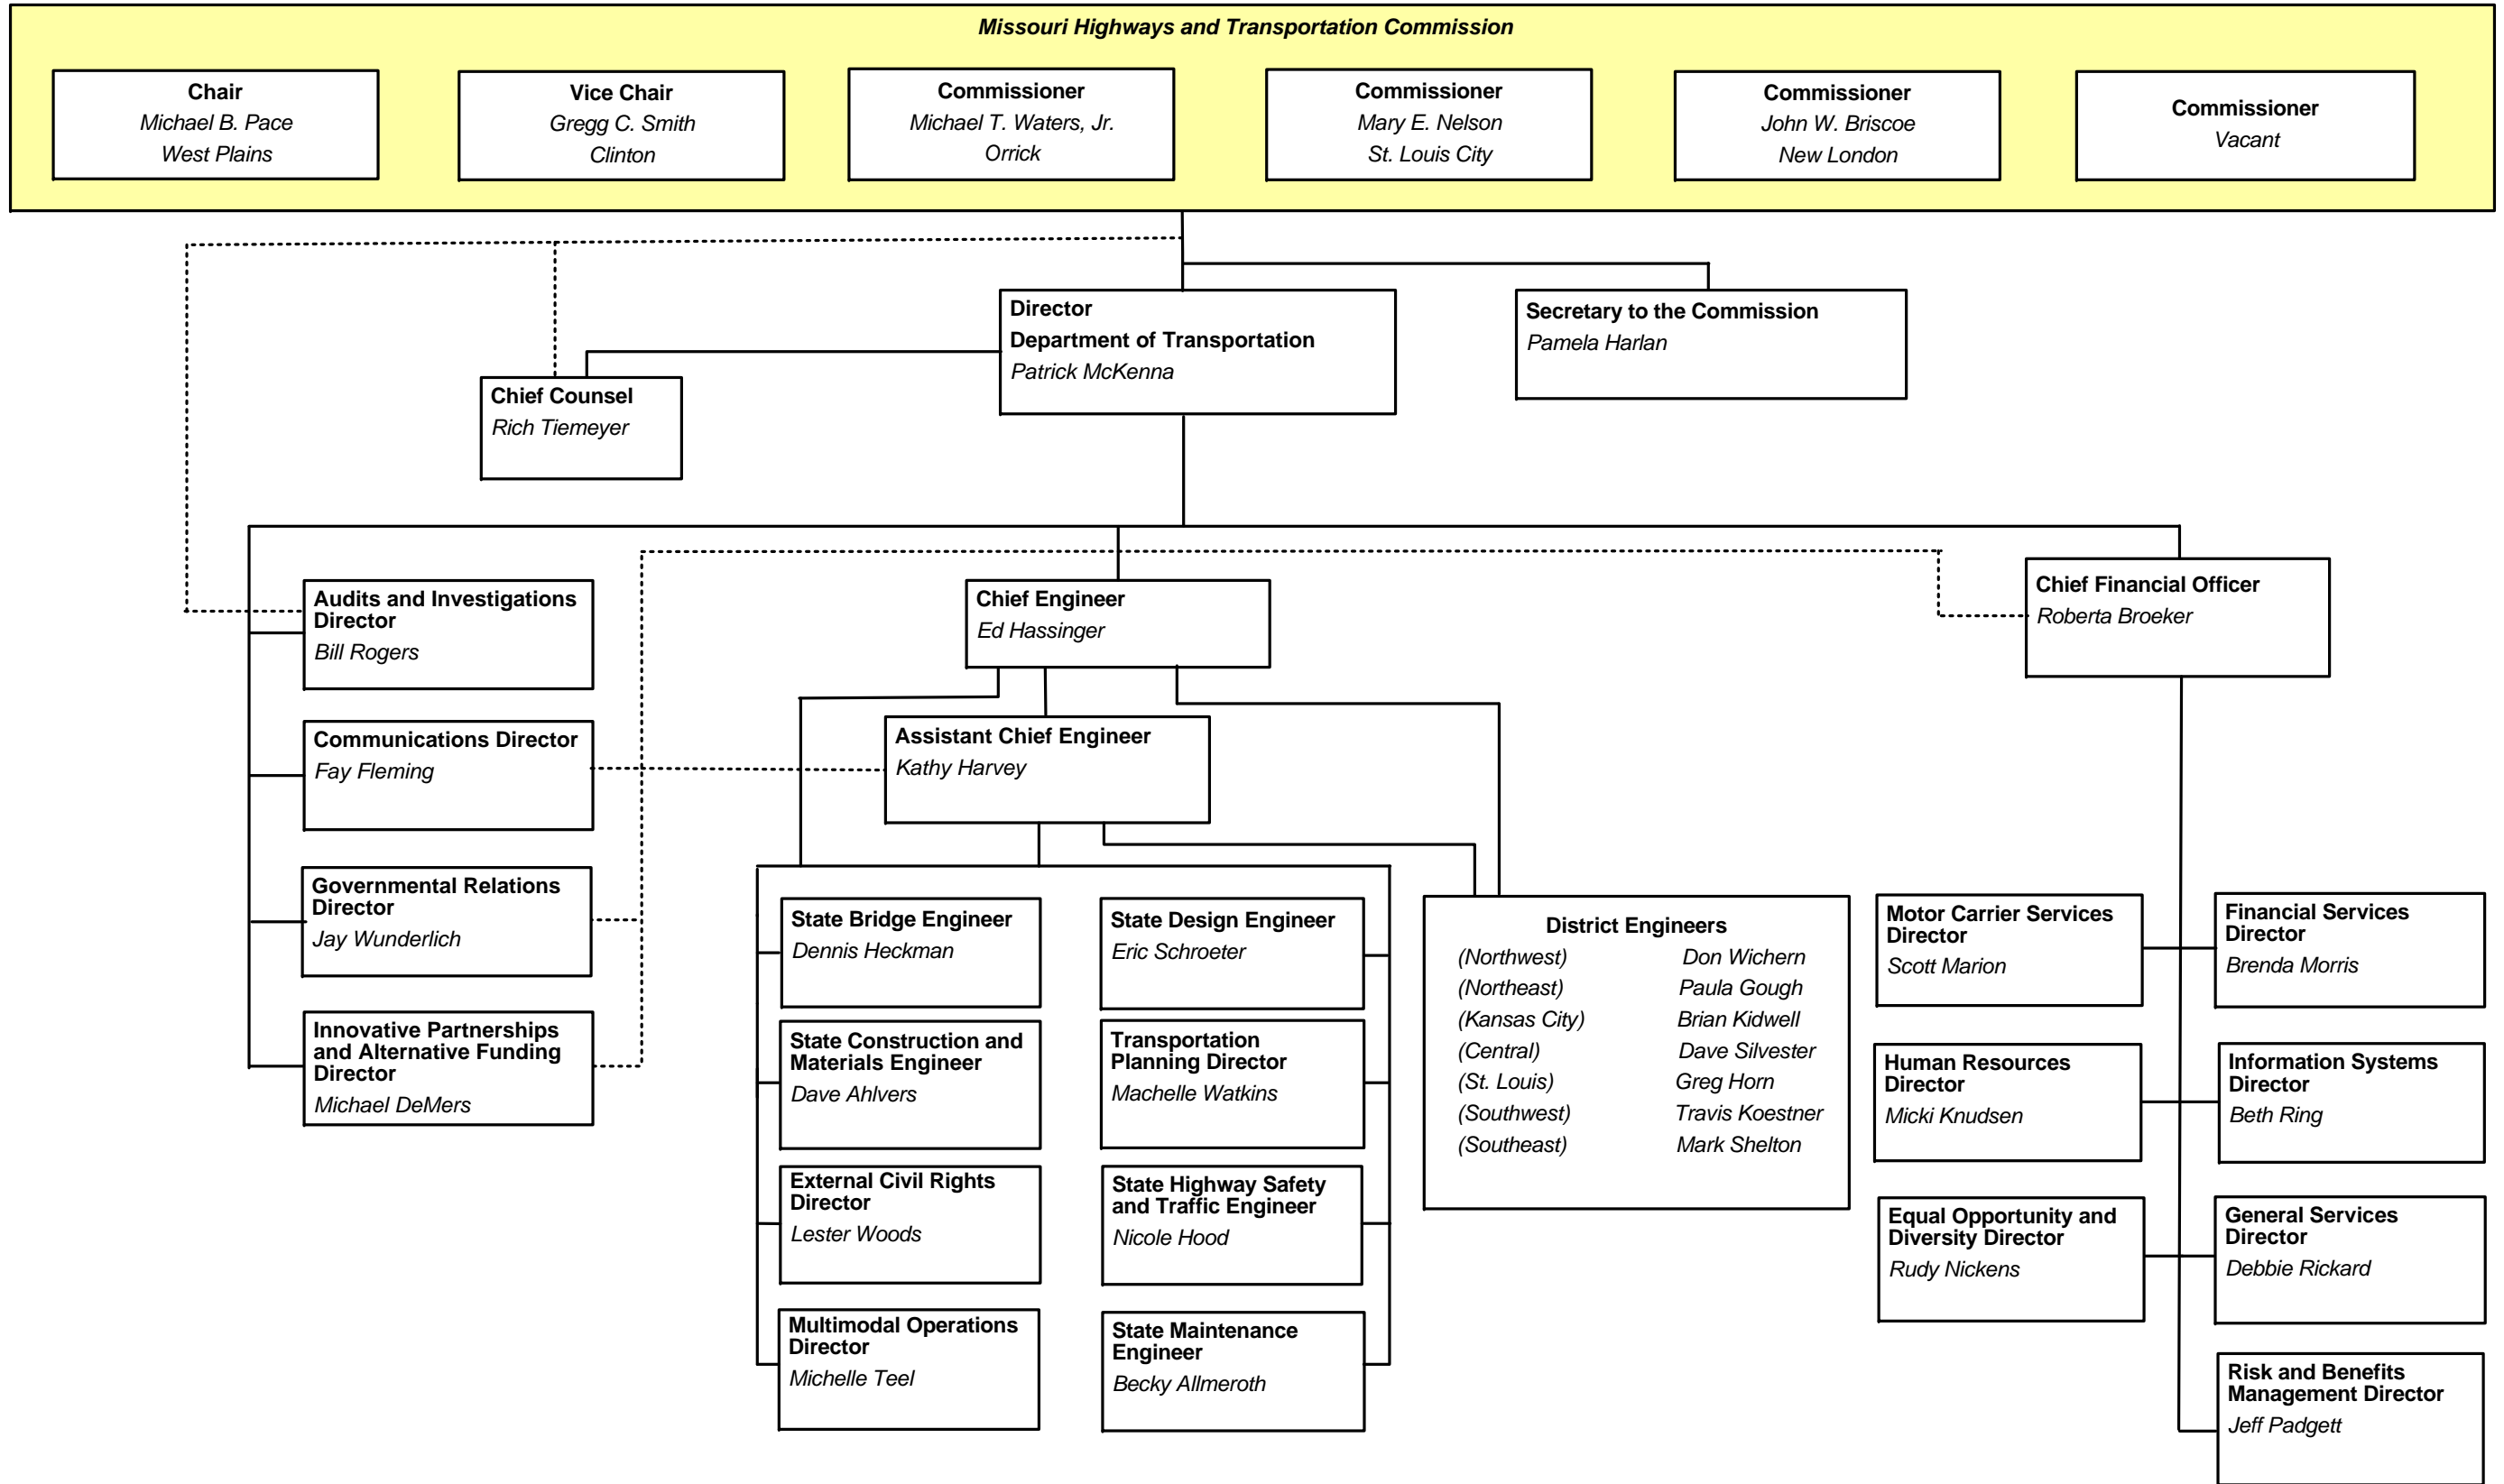 Missouri Highways and Transportation Commission
Chair
Michael B. Pace
West Plains
Vice Chair
Gregg C. Smith
Clinton
Commissioner
Michael T. Waters, Jr.
Orrick
Commissioner
Mary E. Nelson
St. Louis City
Commissioner
John W. Briscoe
New London
Commissioner
Vacant
Director
Department of Transportation
Patrick McKenna
Secretary to the Commission
Pamela Harlan
Chief Counsel
Rich Tiemeyer
Audits and Investigations
Director
Bill Rogers
Communications Director
Fay Fleming
Governmental Relations
Director
Jay Wunderlich
Innovative Partnerships
and Alternative Funding
Director
Michael DeMers
Chief Engineer
Ed Hassinger
Assistant Chief Engineer
Kathy Harvey
State Bridge Engineer
Dennis Heckman
State Design Engineer
Eric Schroeter
State Construction and
Materials Engineer
Dave Ahlvers
Transportation
Planning Director
Machelle Watkins
External Civil Rights
Director
Lester Woods
State Highway Safety
and Traffic Engineer
Nicole Hood
Multimodal Operations
Director
Michelle Teel
State Maintenance
Engineer
Becky Allmeroth
District Engineers
(Northwest) Don Wichern
(Northeast) Paula Gough
(Kansas City) Brian Kidwell
(Central) Dave Silvester
(St. Louis) Greg Horn
(Southwest) Travis Koestner
(Southeast) Mark Shelton
Chief Financial Officer
Roberta Broeker
Motor Carrier Services
Director
Scott Marion
Financial Services
Director
Brenda Morris
Human Resources
Director
Micki Knudsen
Information Systems
Director
Beth Ring
Equal Opportunity and
Diversity Director
Rudy Nickens
General Services
Director
Debbie Rickard
Risk and Benefits
Management Director
Jeff Padgett